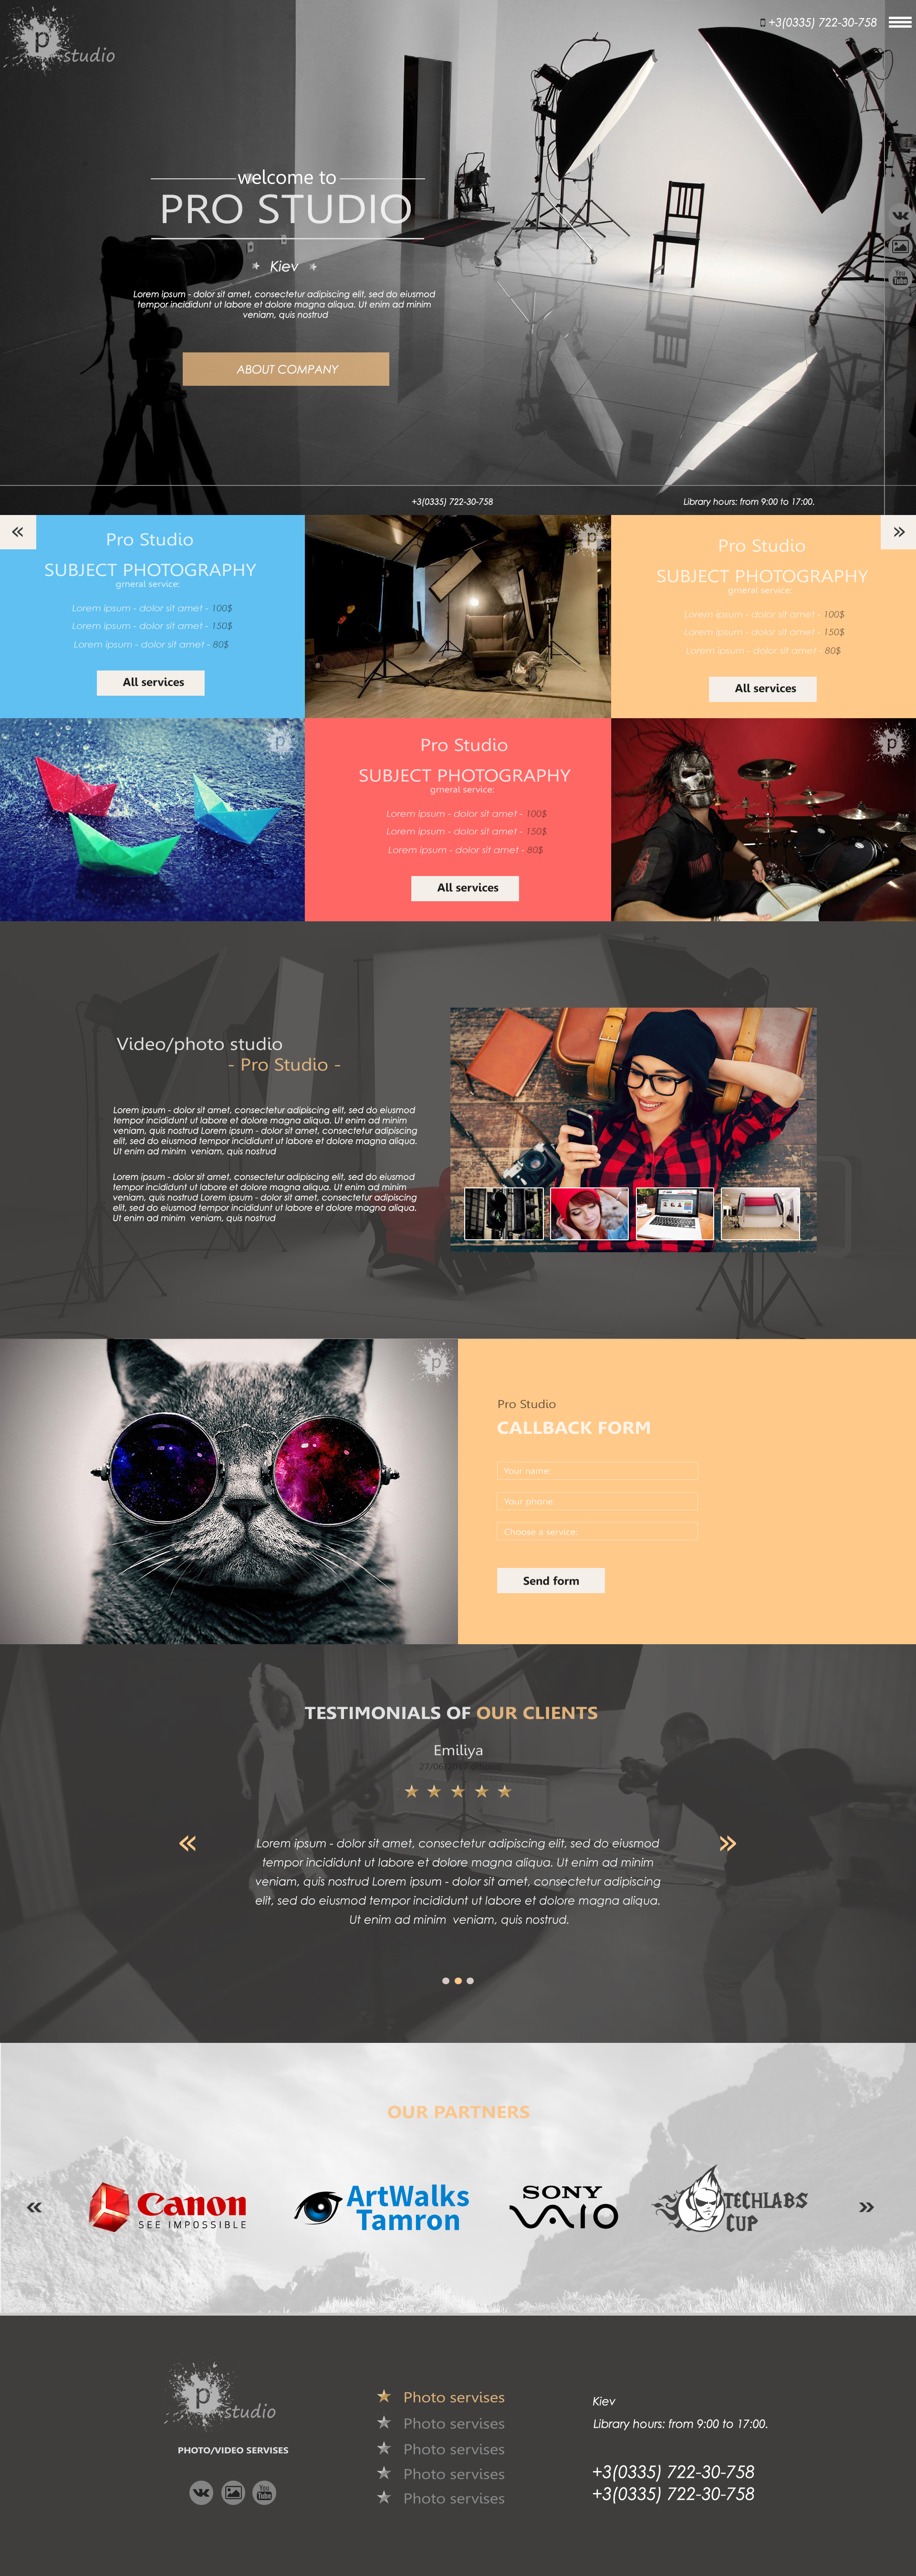 p
studio
+3(0335) 722-30-758
welcome to
PRO STUDIO
Kiev
Lorem ipsum - dolor sit amet, consectetur adipiscing elit, sed do eiusmod
tempor incididunt ut labore et dolore magna aliqua. Ut enim ad minim
veniam, quis nostrud
ABOUT COMPANY
You
Tube
+3(0335) 722-30-758
Library hours: from 9:00 to 17:00.
«
Pro Studio
SUBJECT PHOTOGRAPHY
grneral service:
Lorem ipsum - dolor sit amet - 100$
Lorem ipsum - dolor sit amet - 150$
Lorem ipsum - dolor sit amet - 80$
All services
p
»
Pro Studio
SUBJECT PHOTOGRAPHY
grneral service:
Lorem ipsum - dolor sit amet - 100$
Lorem ipsum - dolor sit amet - 150$
Lorem ipsum - dolor sit amet - 80$
All services
p
Pro Studio
SUBJECT PHOTOGRAPHY
grneral service:
Lorem ipsum - dolor sit amet - 100$
Lorem ipsum - dolor sit amet - 150$
Lorem ipsum - dolor sit amet - 80$
All services
p
Video/photo studio
- Pro Studio -
Lorem ipsum - dolor sit amet, consectetur adipiscing elit, sed do eiusmod
tempor incididunt ut labore et dolore magna aliqua. Ut enim ad minim
veniam, quis nostrud Lorem ipsum - dolor sit amet, consectetur adipiscing
elit, sed do eiusmod tempor incididunt ut labore et dolore magna aliqua.
Ut enim ad minim  veniam, quis nostrud
Lorem ipsum - dolor sit amet, consectetur adipiscing elit, sed do eiusmod
tempor incididunt ut labore et dolore magna aliqua. Ut enim ad minim
veniam, quis nostrud Lorem ipsum - dolor sit amet, consectetur adipiscing
elit, sed do eiusmod tempor incididunt ut labore et dolore magna aliqua.
Ut enim ad minim  veniam, quis nostrud
p
Pro Studio
CALLBACK FORM
Your name:
Your phone:
Choose a service:
Send form
TESTIMONIALS OF OUR CLIENTS
Emiliya
« »
Lorem ipsum - dolor sit amet, consectetur adipiscing elit, sed do eiusmod
tempor incididunt ut labore et dolore magna aliqua. Ut enim ad minim
veniam, quis nostrud Lorem ipsum - dolor sit amet, consectetur adipiscing
elit, sed do eiusmod tempor incididunt ut labore et dolore magna aliqua.
Ut enim ad minim  veniam, quis nostrud.
OUR PARTNERS
«
Canon
SEE IMPOSSIBLE
ArtWalks
Tamron
SONY
VAIO
TECHLABS
CUP
»
p
studio
PHOTO/VIDEO SERVISES
You
Tube
Photo servises
Photo servises
Photo servises
Photo servises
Photo servises
Kiev
Library hours: from 9:00 to 17:00.
+3(0335) 722-30-758
+3(0335) 722-30-758